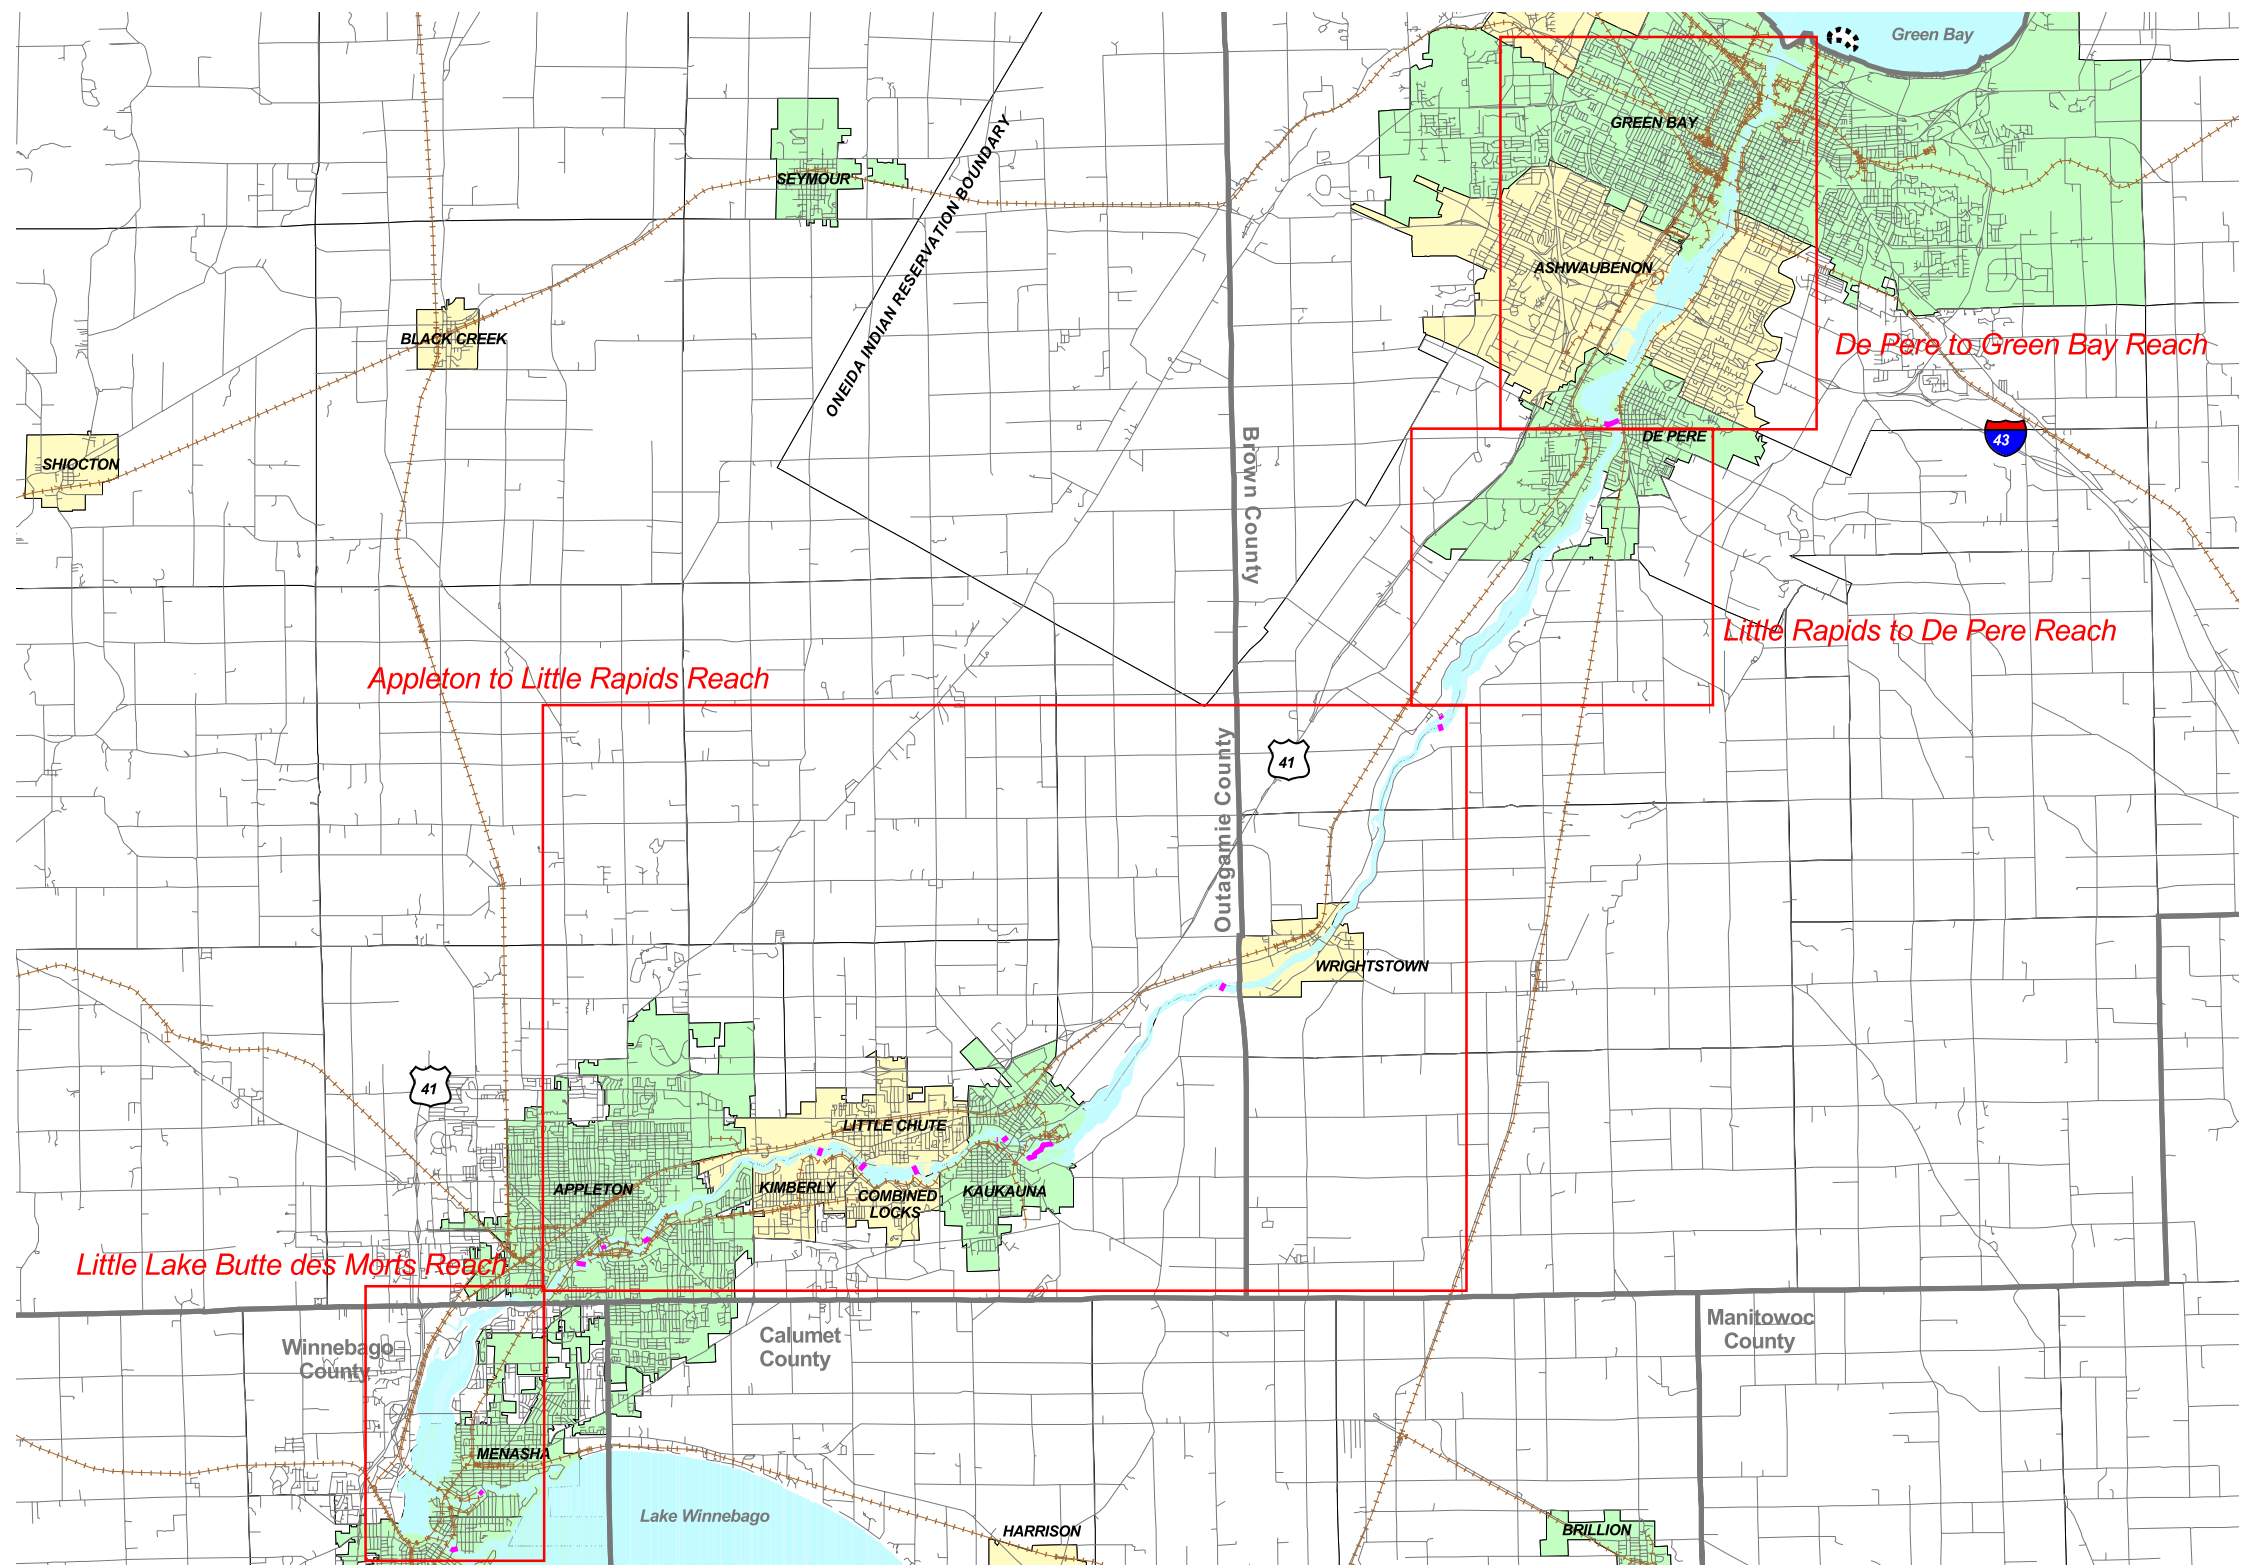 Green Bay
GREEN BAY
SEYMOUR
ONEIDA INDIAN RESERVATION BOUNDARY
ASHWAUBENON
BLACK CREEK
De Pere to Green Bay Reach
DE PERE
43
SHIOCTON
Brown County
Little Rapids to De Pere Reach
Appleton to Little Rapids Reach
41
Outagamie County
WRIGHTSTOWN
41
LITTLE CHUTE
APPLETON
KIMBERLY
COMBINED
LOCKS
KAUKAUNA
Little Lake Butte des Morts Reach
Winnebago
County
Calumet
County
Manitowoc
County
MENASHA
Lake Winnebago
HARRISON
BRILLION